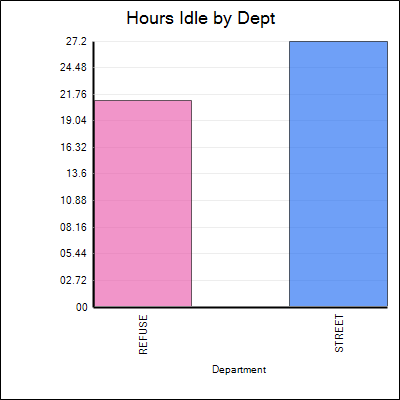 Hours Idle by Dept
27.2
24.48
21.76
19.04
16.32
13.6
10.88
08.16
05.44
02.72
00
REFUSE
STREET
Department